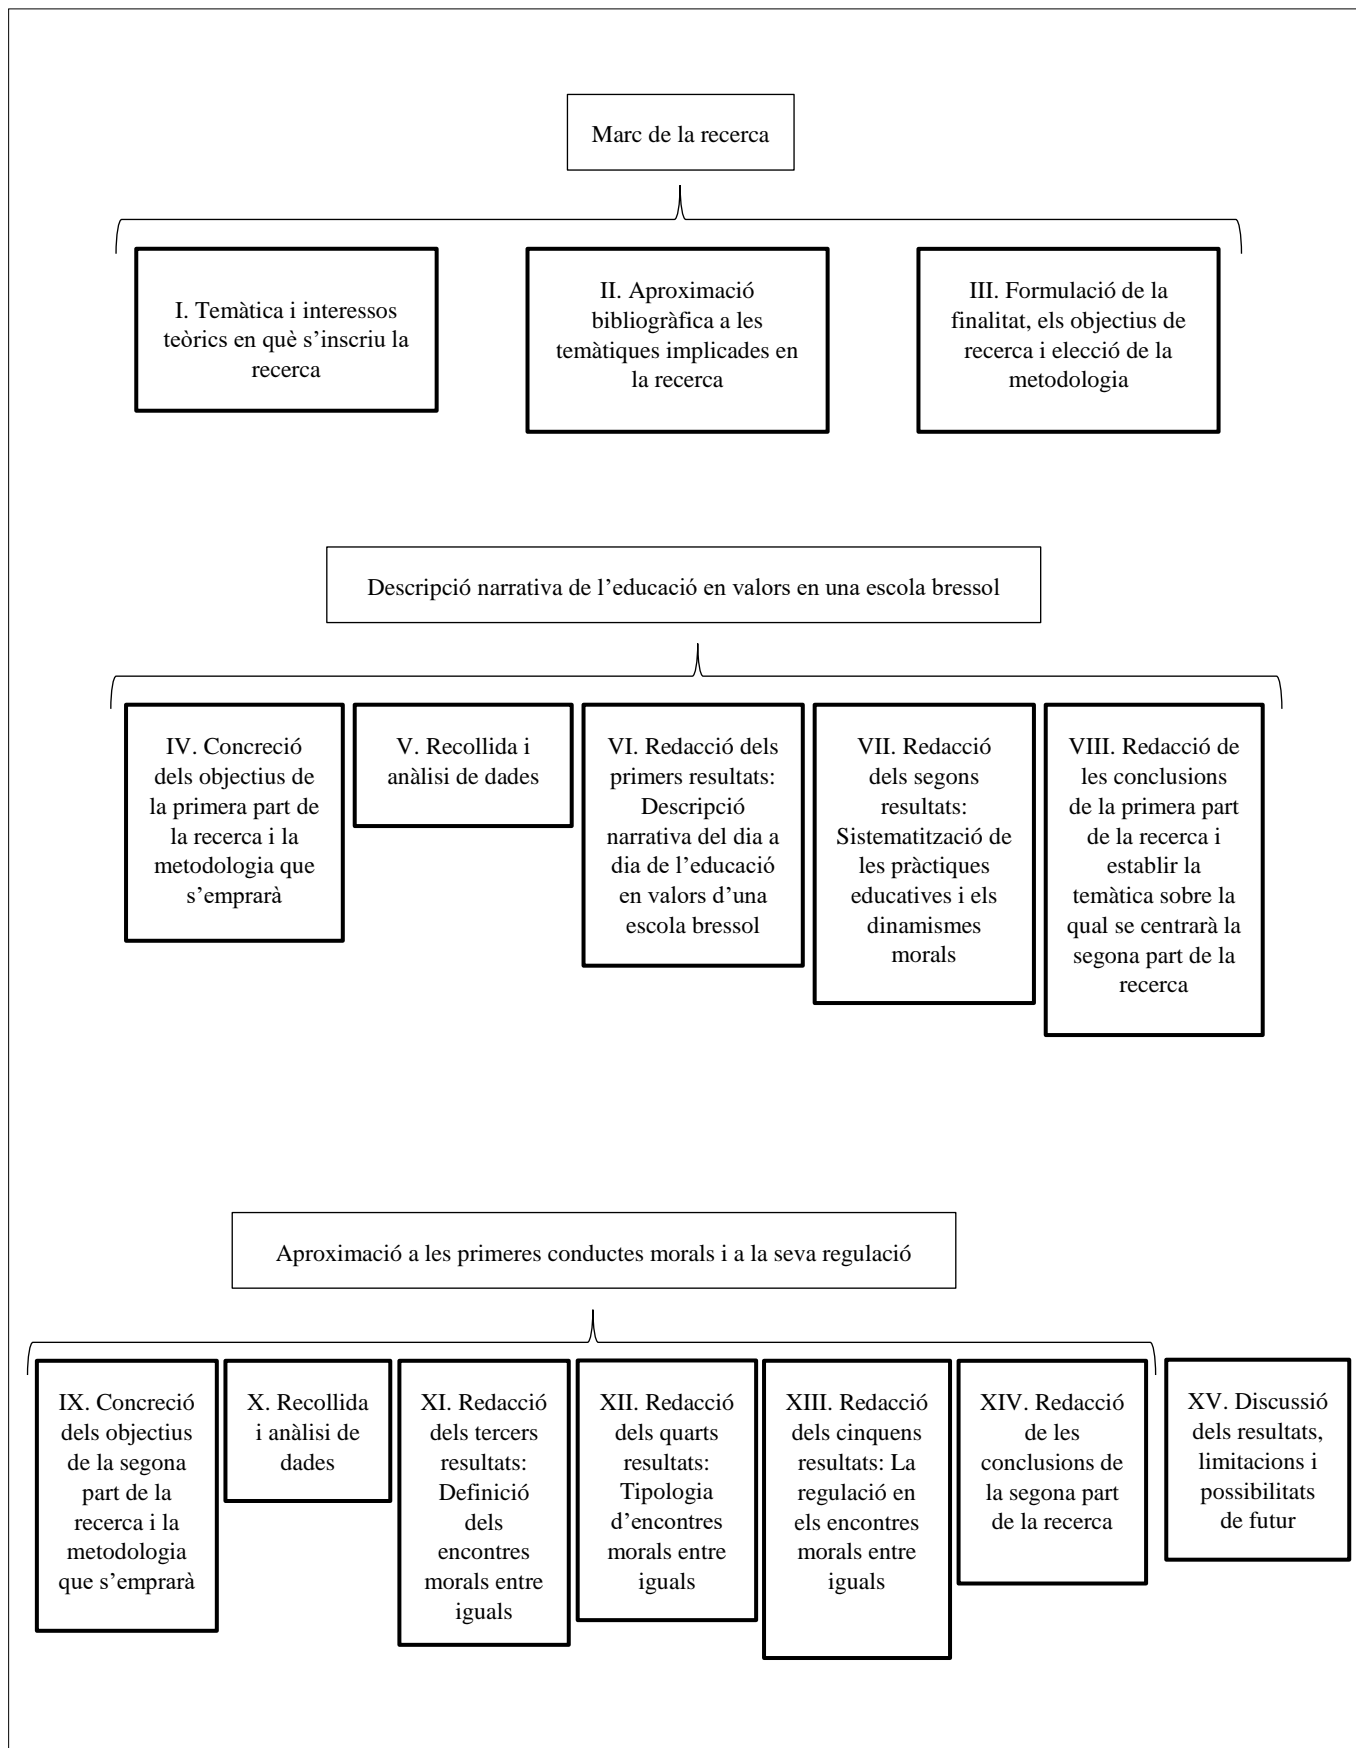 Marc de la recerca
I. Temàtica i interessos
teòrics en què s’inscriu la
recerca
II. Aproximació
bibliogràfica a les
temàtiques implicades en
la recerca
III. Formulació de la
finalitat, els objectius de
recerca i elecció de la
metodologia
Descripció narrativa de l’educació en valors en una escola bressol
IV. Concreció
dels objectius de
la primera part de
la recerca i la
metodologia que
s’emprarà
V. Recollida i
anàlisi de dades
VI. Redacció dels
primers resultats:
Descripció
narrativa del dia a
dia de l’educació
en valors d’una
escola bressol
VII. Redacció
dels segons
resultats:
Sistematització de
les pràctiques
educatives i els
dinamismes
morals
VIII. Redacció de
les conclusions
de la primera part
de la recerca i
establir la
temàtica sobre la
qual se centrarà la
segona part de la
recerca
Aproximació a les primeres conductes morals i a la seva regulació
IX. Concreció
dels objectius
de la segona
part de la
recerca i la
metodologia
que s’emprarà
X. Recollida
i anàlisi de
dades
XI. Redacció
dels tercers
resultats:
Definició
dels
encontres
morals entre
iguals
XII. Redacció
dels quarts
resultats:
Tipologia
d’encontres
morals entre
iguals
XIII. Redacció
dels cinquens
resultats: La
regulació en
els encontres
morals entre
iguals
XIV. Redacció
de les
conclusions de
la segona part
de la recerca
XV. Discussió
dels resultats,
limitacions i
possibilitats
de futur